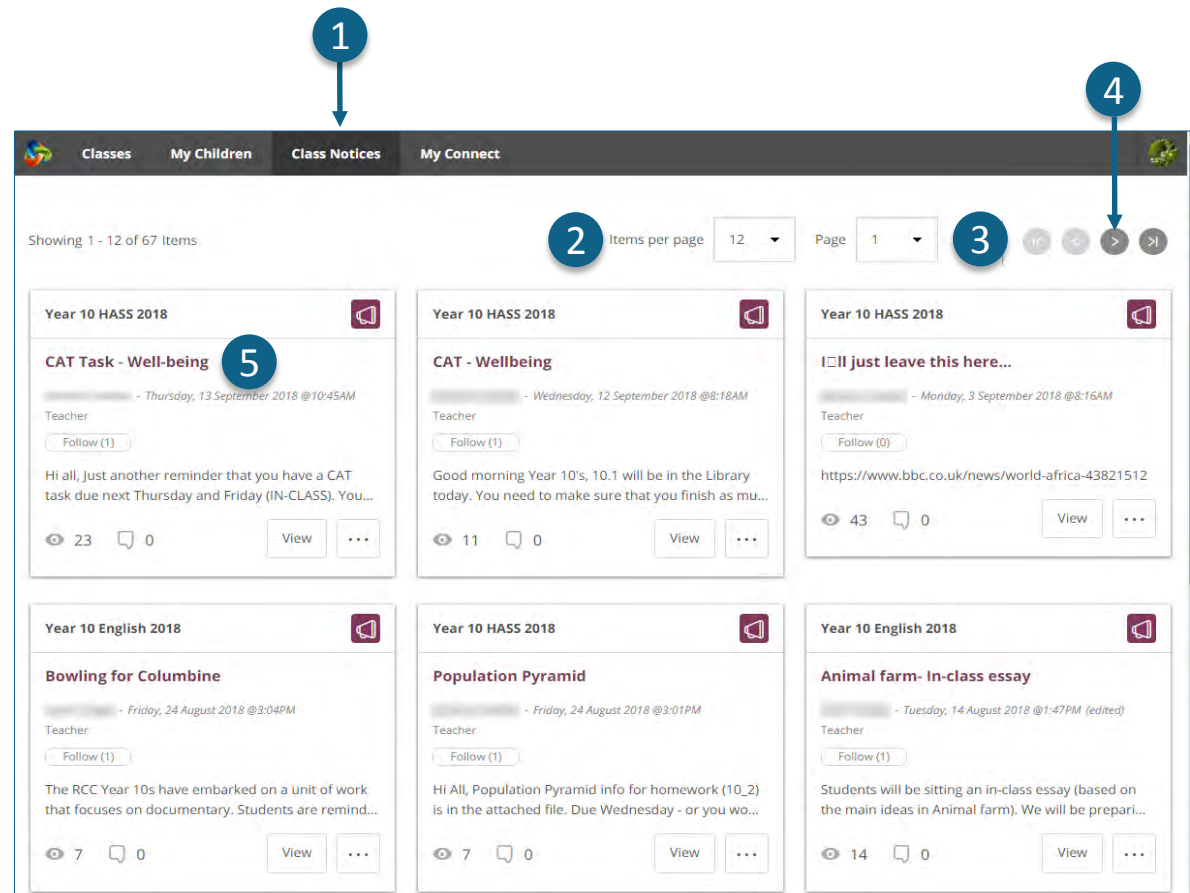 1
4
Classes My Children Class Notices My Connect
Showing 1 - 12 of 67 Items
2 Items per page 12 Page 1 3
Year 10 HASS 2018
CAT Task - Well-being 5
- Thursday, 13 September 2018 @10:45AM
Teacher
Follow (1)
Hi all, Just another reminder that you have a CAT
task due next Thursday and Friday (IN-CLASS). You...
23 0 View ...
Year 10 HASS 2018
CAT - Wellbeing
- Wednesday, 12 September 2018 @8:18AM
Teacher
Follow (1)
Good morning Year 10's, 10.1 will be in the Library
today. You need to make sure that you finish as mu...
11 0 View ...
Year 10 HASS 2018
I□ll just leave this here...
- Monday, 3 September 2018 @8:16AM
Teacher
Follow (0)
https://www.bbc.co.uk/news/world-africa-43821512
43 0 View ...
Year 10 English 2018
Bowling for Columbine
- Friday, 24 August 2018 @3:04PM
Teacher
Follow (1)
The RCC Year 10s have embarked on a unit of work
that focuses on documentary. Students are remind...
7 0 View ...
Year 10 HASS 2018
Population Pyramid
- Friday, 24 August 2018 @3:01PM
Teacher
Follow (1)
Hi All, Population Pyramid info for homework (10_2)
is in the attached file. Due Wednesday - or you wo...
7 0 View ...
Year 10 English 2018
Animal farm- In-class essay
- Tuesday, 14 August 2018 @1:47PM (edited)
Teacher
Follow (1)
Students will be sitting an in-class essay (based on
the main ideas in Animal farm). We will be prepari...
14 0 View ...